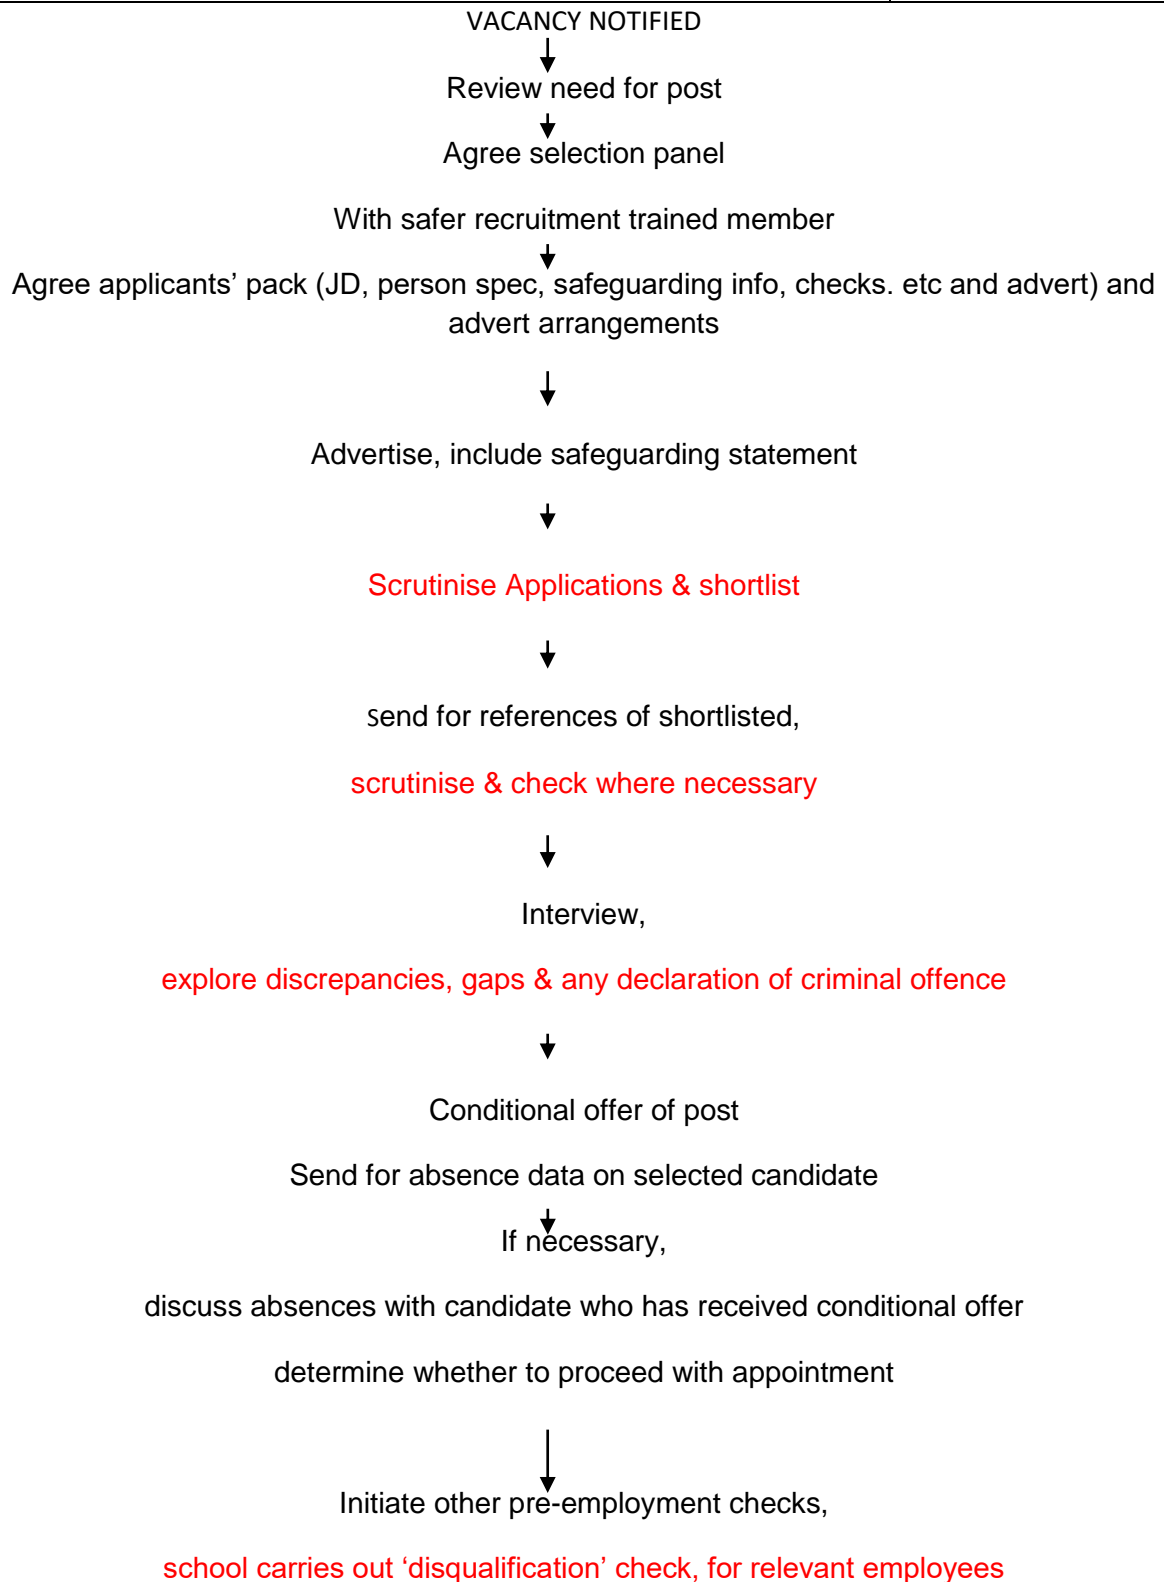 VACANCY NOTIFIED
Review need for post
Agree selection panel
With safer recruitment trained member
Agree applicants’ pack (JD, person spec, safeguarding info, checks. etc and advert) and
advert arrangements
Advertise, include safeguarding statement
Scrutinise Applications & shortlist
Send for references of shortlisted,
scrutinise & check where necessary
Interview,
explore discrepancies, gaps & any declaration of criminal offence
Conditional offer of post
Send for absence data on selected candidate
If necessary,
discuss absences with candidate who has received conditional offer
determine whether to proceed with appointment
Initiate other pre-employment checks,
school carries out ‘disqualification’ check, for relevant employees